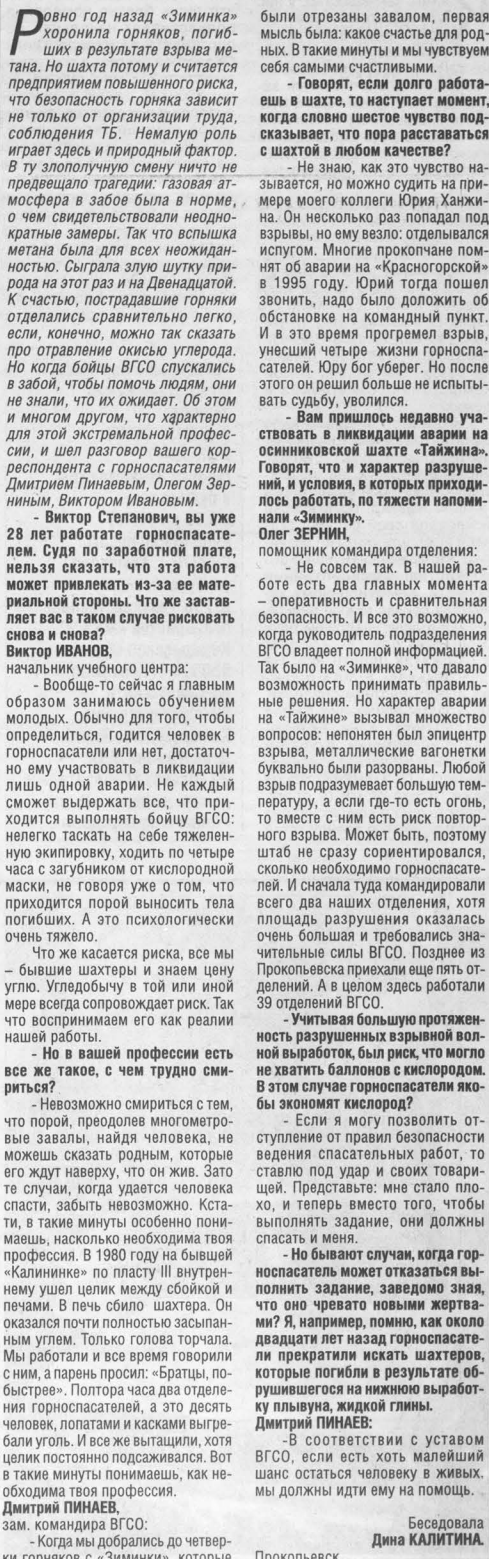 Ровно год назад «Зиминка»
хоронила горняков, погиб-
ших в результате взрыва ме-
тана. Но шахта потому и считается
предприятием повышенного риска,
что безопасность горняка зависит
не только от организации труда,
соблюдения ТБ. Немалую роль
играет здесь и природный фактор.
В ту злополучную смену ничто не
предвещало трагедии: газовая ат-
мосфера в забое была в норме,
о чем свидетельствовали неодно-
кратные замеры. Так что вспышка
метана была для всех неожидан-
ностью. Сыграла злую шутку при-
рода на этот раз и на Двенадцатой.
К счастью, пострадавшие горняки
отделались сравнительно легко,
если, конечно, можно так сказать
про отравление окисью углерода.
Но когда бойцы ВГСО спускались
в забой, чтобы помочь людям, они
не знали, что их ожидает. Об этом
и многом другом, что характерно
для этой экстремальной профес-
сии, и шел разговор вашего кор-
респондента с горноспасателями
Дмитрием Пинаевым, Олегом Зер-
ниным, Виктором Ивановым.
- Виктор Степанович, вы уже
28 лет работате горноспасате-
лем. Судя по заработной плате,
нельзя сказать, что эта работа
может привлекать из-за ее мате-
риальной стороны. Что же застав-
ляет вас в таком случае рисковать
снова и снова?
Виктор ИВАНОВ,
начальник учебного центра:
- Вообще-то сейчас я главным
образом занимаюсь обучением
молодых. Обычно для того, чтобы
определиться, годится человек в
горноспасатели или нет, достаточ-
но ему участвовать в ликвидации
лишь одной аварии. Не каждый
сможет выдержать все, что при-
ходится выполнять бойцу ВГСО:
нелегко таскать на себе тяжелен-
ную экипировку, ходить по четыре
часа с загубником от кислородной
маски, не говоря уже о том, что
приходится порой выносить тела
погибших. А это психологически
очень тяжело.
Что же касается риска, все мы
– бывшие шахтеры и знаем цену
углю. Угледобычу в той или иной
мере всегда сопровождает риск. Так
что воспринимаем его как реалии
нашей работы.
- Но в вашей профессии есть
все же такое, с чем трудно сми-
риться?
- Невозможно смириться с тем,
что порой, преодолев многометро-
вые завалы, найдя человека, не
можешь сказать родным, которые
его ждут наверху, что он жив. Зато
те случаи, когда удается человека
спасти, забыть невозможно. Кста-
ти, в такие минуты особенно пони-
маешь, насколько необходима твоя
профессия. В 1980 году на бывшей
«Калининке» по пласту III внутрен-
нему ушел целик между сбойкой и
печами. В печь сбило шахтера. Он
оказался почти полностью засыпан-
ным углем. Только голова торчала.
Мы работали и все время говорили
с ним, а парень просил: «Братцы, по-
быстрее». Полтора часа два отделе-
ния горноспасателей, а это десять
человек, лопатами и касками выгре-
бали уголь. И все же вытащили, хотя
целик постоянно подсаживался. Вот
в такие минуты понимаешь, как не-
обходима твоя профессия.
Дмитрий ПИНАЕВ,
зам. командира ВГСО:
- Когда мы добрались до четвер-
ки горняков с «Зиминки», которые
были отрезаны завалом, первая
мысль была: какое счастье для род-
ных. В такие минуты и мы чувствуем
себя самыми счастливыми.
- Говорят, если долго работа-
ешь в шахте, то наступает момент,
когда словно шестое чувство под-
сказывает, что пора расставаться
с шахтой в любом качестве?
- Не знаю, как это чувство на-
зывается, но можно судить на при-
мере моего коллеги Юрия Ханжи-
на. Он несколько раз попадал под
взрывы, но ему везло: отделывался
испугом. Многие прокопчане пом-
нят об аварии на «Красногорской»
в 1995 году. Юрий тогда пошел
звонить, надо было доложить об
обстановке на командный пункт.
И в это время прогремел взрыв,
унесший четыре жизни горноспа-
сателей. Юру бог уберег. Но после
этого он решил больше не испыты-
вать судьбу, уволился.
- Вам пришлось недавно уча-
ствовать в ликвидации аварии на
осинниковской шахте «Тайжина».
Говорят, что и характер разруше-
ний, и условия, в которых приходи-
лось работать, по тяжести напоми-
нали «Зиминку».
Олег ЗЕРНИН,
помощник командира отделения:
- Не совсем так. В нашей ра-
боте есть два главных момента
– оперативность и сравнительная
безопасность. И все это возможно,
когда руководитель подразделения
ВГСО владеет полной информацией.
Так было на «Зиминке», что давало
возможность принимать правиль-
ные решения. Но характер аварии
на «Тайжине» вызывал множество
вопросов: непонятен был эпицентр
взрыва, металлические вагонетки
буквально были разорваны. Любой
взрыв подразумевает большую тем-
пературу, а если где-то есть огонь,
то вместе с ним есть риск повтор-
ного взрыва. Может быть, поэтому
штаб не сразу сориентировался,
сколько необходимо горноспасате-
лей. И сначала туда командировали
всего два наших отделения, хотя
площадь разрушения оказалась
очень большая и требовались зна-
чительные силы ВГСО. Позднее из
Прокопьевска приехали еще пять от-
делений. А в целом здесь работали
39 отделений ВГСО.
- Учитывая большую протяжен-
ность разрушенных взрывной вол-
ной выработок, был риск, что могло
не хватить баллонов с кислородом.
В этом случае горноспасатели яко-
бы экономят кислород?
- Если я могу позволить от-
ступление от правил безопасности
ведения спасательных работ, то
ставлю под удар и своих товари-
щей. Представьте: мне стало пло-
хо, и теперь вместо того, чтобы
выполнять задание, они должны
спасать и меня.
- Но бывают случаи, когда гор-
носпасатель может отказаться вы-
полнить задание, заведомо зная,
что оно чревато новыми жертва-
ми? Я, например, помню, как около
двадцати лет назад горноспасате-
ли прекратили искать шахтеров,
которые погибли в результате об-
рушившегося на нижнюю выработ-
ку плывуна, жидкой глины.
Дмитрий ПИНАЕВ:
-В соответствии с уставом
ВГСО, если есть хоть малейший
шанс остаться человеку в живых.
мы должны идти ему на помощь.
Беседовала
Дина КАЛИТИНА.
Прокопьевск